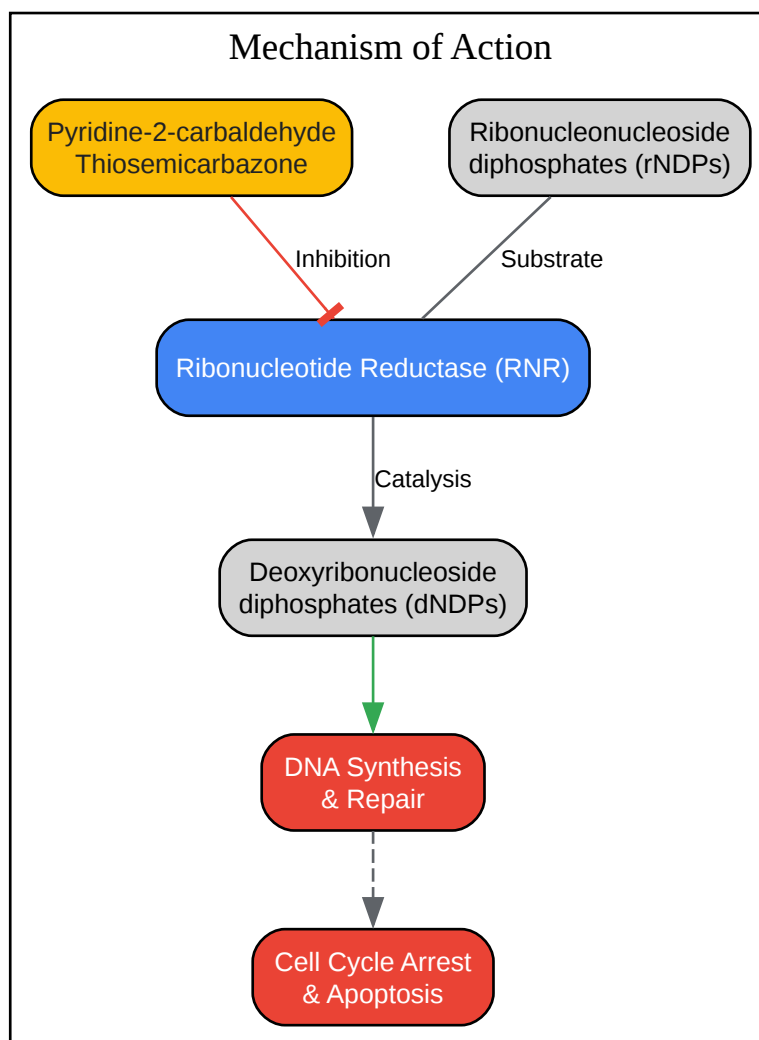 Mechanism of Action
Pyridine-2-carbaldehyde
Thiosemicarbazone
Ribonucleonucleoside
diphosphates (rNDPs)
Inhibition
Substrate
Ribonucleotide Reductase (RNR)
Catalysis
Deoxyribonucleoside
diphosphates (dNDPs)
DNA Synthesis
& Repair
Cell Cycle Arrest
& Apoptosis